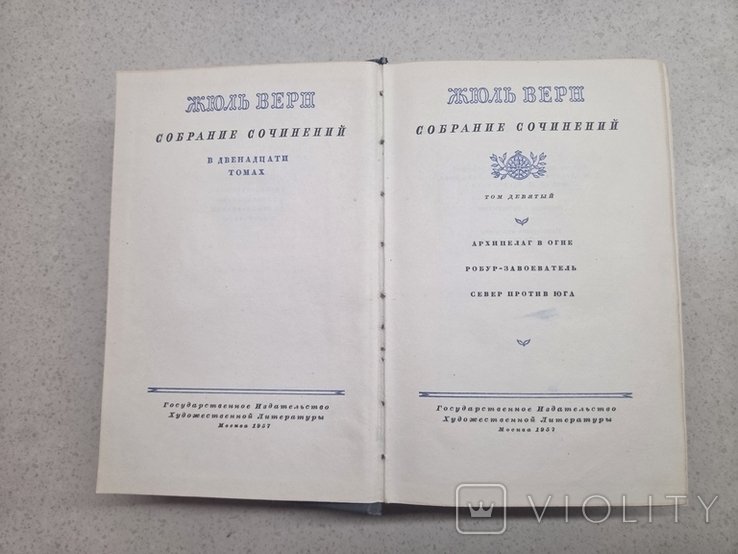 ЖЮЛЬ ВЕРН
СОБРАНИЕ СОЧИНЕНИЙ
В ДВЕНАДЦАТИ
ТОМАХ
Государственное Издательство
Художественной Литературы
Москва 1957
ЖЮЛЬ ВЕРН
СОБРАНИЕ СОЧИНЕНИЙ
ТОМ ДЕВЯТЫЙ
АРХИПЕЛАГ В ОГНЕ
РОБУР-ЗАВОЕВАТЕЛЬ
СЕВЕР ПРОТИВ ЮГА
Государственное Издательство
Художественной Литературы
Москва 1957
VIOLITY